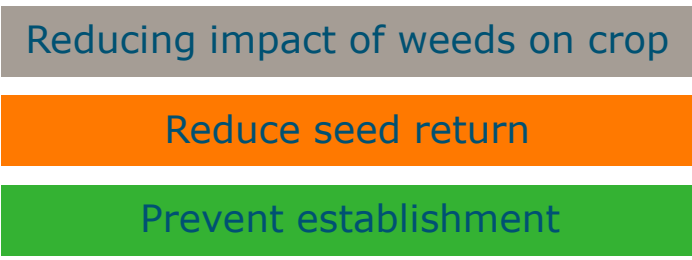 Reducing impact of weeds on crop
Reduce seed return
Prevent establishment